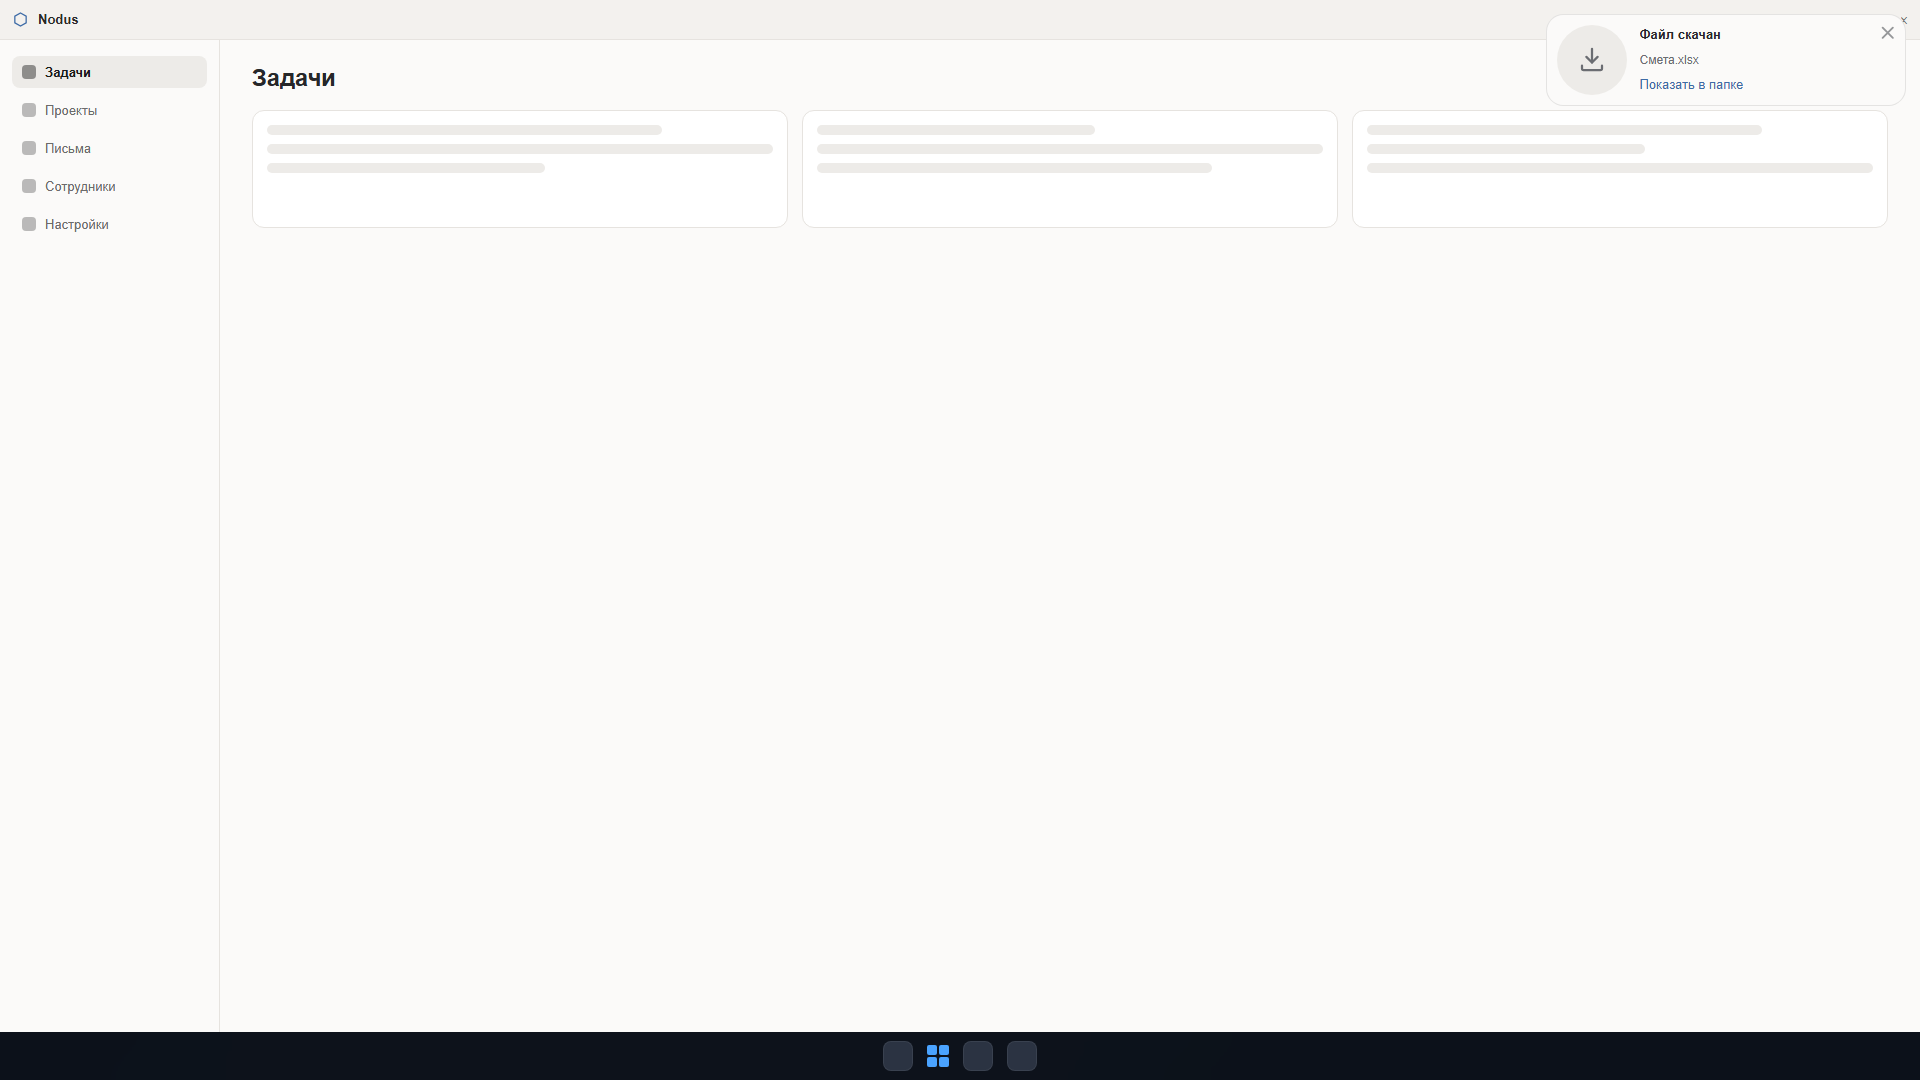 Nodus
Файл скачан
Смета.xlsx
Показать в папке
Задачи
Проекты
Письма
Сотрудники
Настройки
Задачи